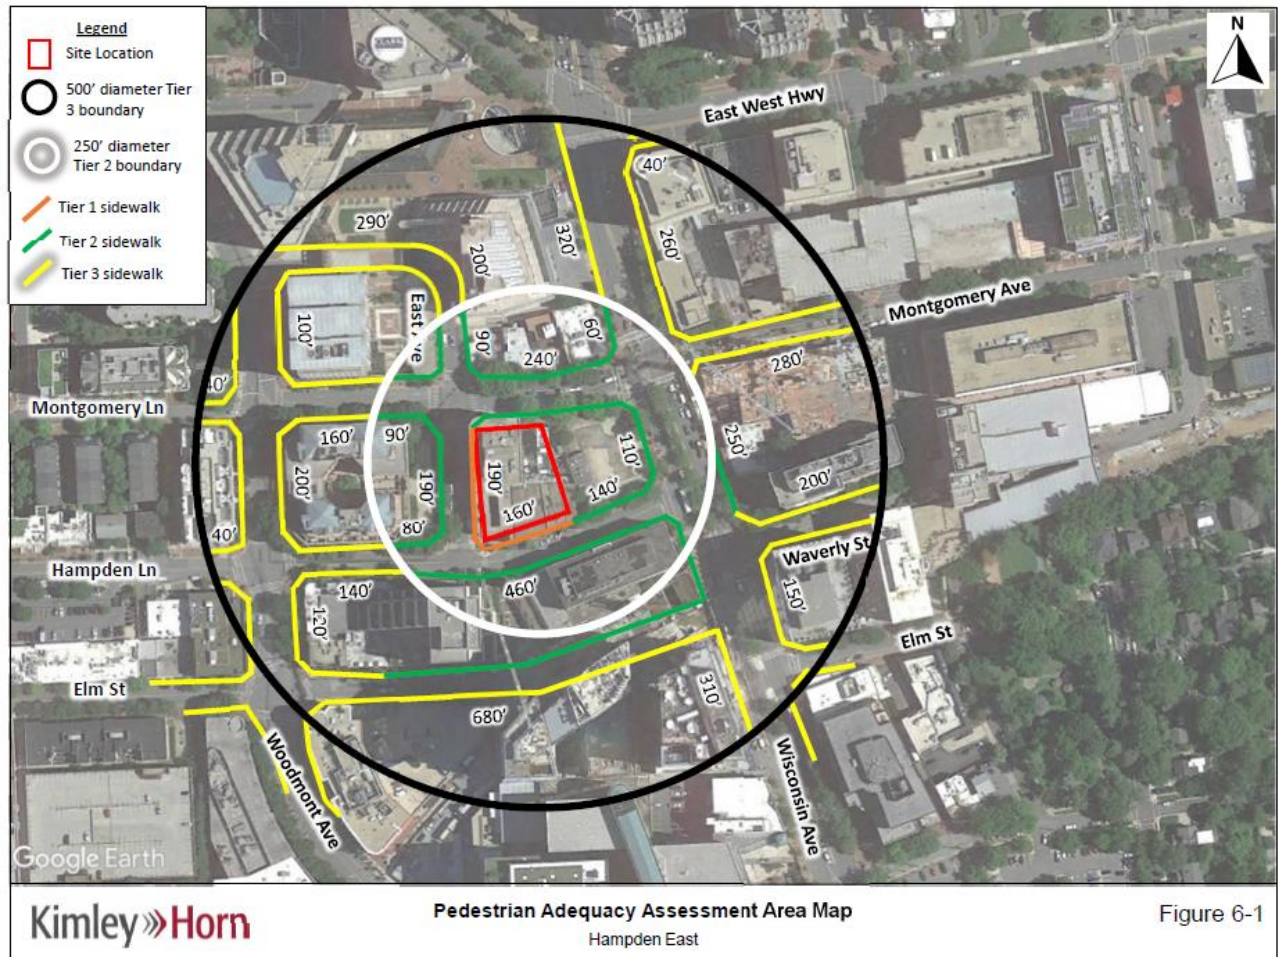 Legend
Site Location
500' diameter Tier
3 boundary
250' diameter
Tier 2 boundary
Tier 1 sidewalk
Tier 2 sidewalk
Tier 3 sidewalk
N
East West Hwy
40'
290'
200'
320'
260'
Montgomery Ave
East Ave
100'
90'
60'
240'
280'
40'
Montgomery Ln
160'
90'
110'
250'
200'
190'
190'
140'
200'
160'
80'
40'
Waverly St
Hampden Ln
140'
460'
150'
120'
Elm St
Elm St
310'
680'
Woodmont Ave
Wisconsin Ave
Google Earth
Kimley»Horn
Pedestrian Adequacy Assessment Area Map
Hampden East
Figure 6-1